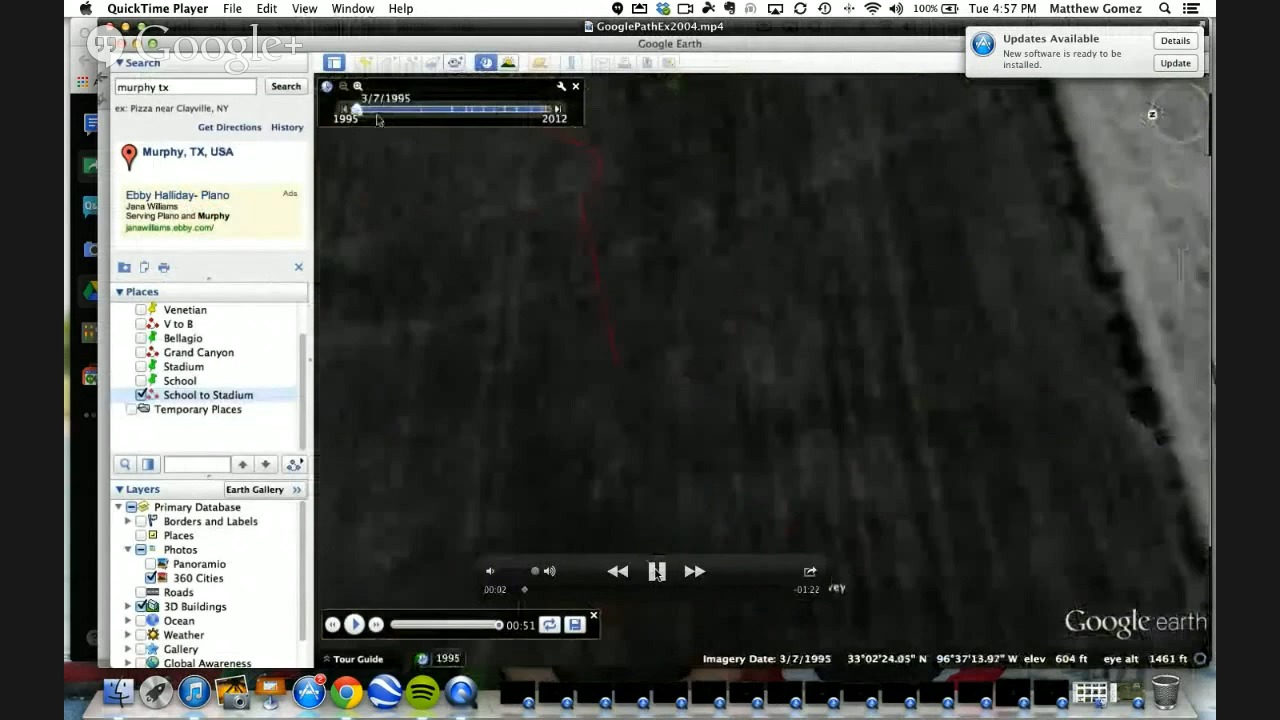 QuickTime Player File Edit View Window Help 100% Tue 4:57 PM Matthew Gomez
GooglePathEx2004.mp4
Google Earth
Google+
Updates Available
New software is ready to be
installed.
Details
Update
Search
murphy tx
Search
ex: Pizza near Clayville, NY
Get Directions History
Murphy, TX, USA
Ebby Halliday- Plano
Ads
Jana Williams
Serving Plano and Murphy
janawilliams.ebby.com/
3/7/1995
1995
2012
Places
Venetian
V to B
Bellagio
Grand Canyon
Stadium
School
School to Stadium
Temporary Places
Layers
Earth Gallery »
Primary Database
Borders and Labels
Places
Photos
Panoramio
360 Cities
Roads
3D Buildings
Ocean
Weather
Gallery
Global Awareness
00:02
-01:22
vey
00:51
Google earth
Tour Guide
1995
Imagery Date: 3/7/1995 33°02'24.05" N 96°37'13.97" W elev 604 ft eye alt 1461 ft